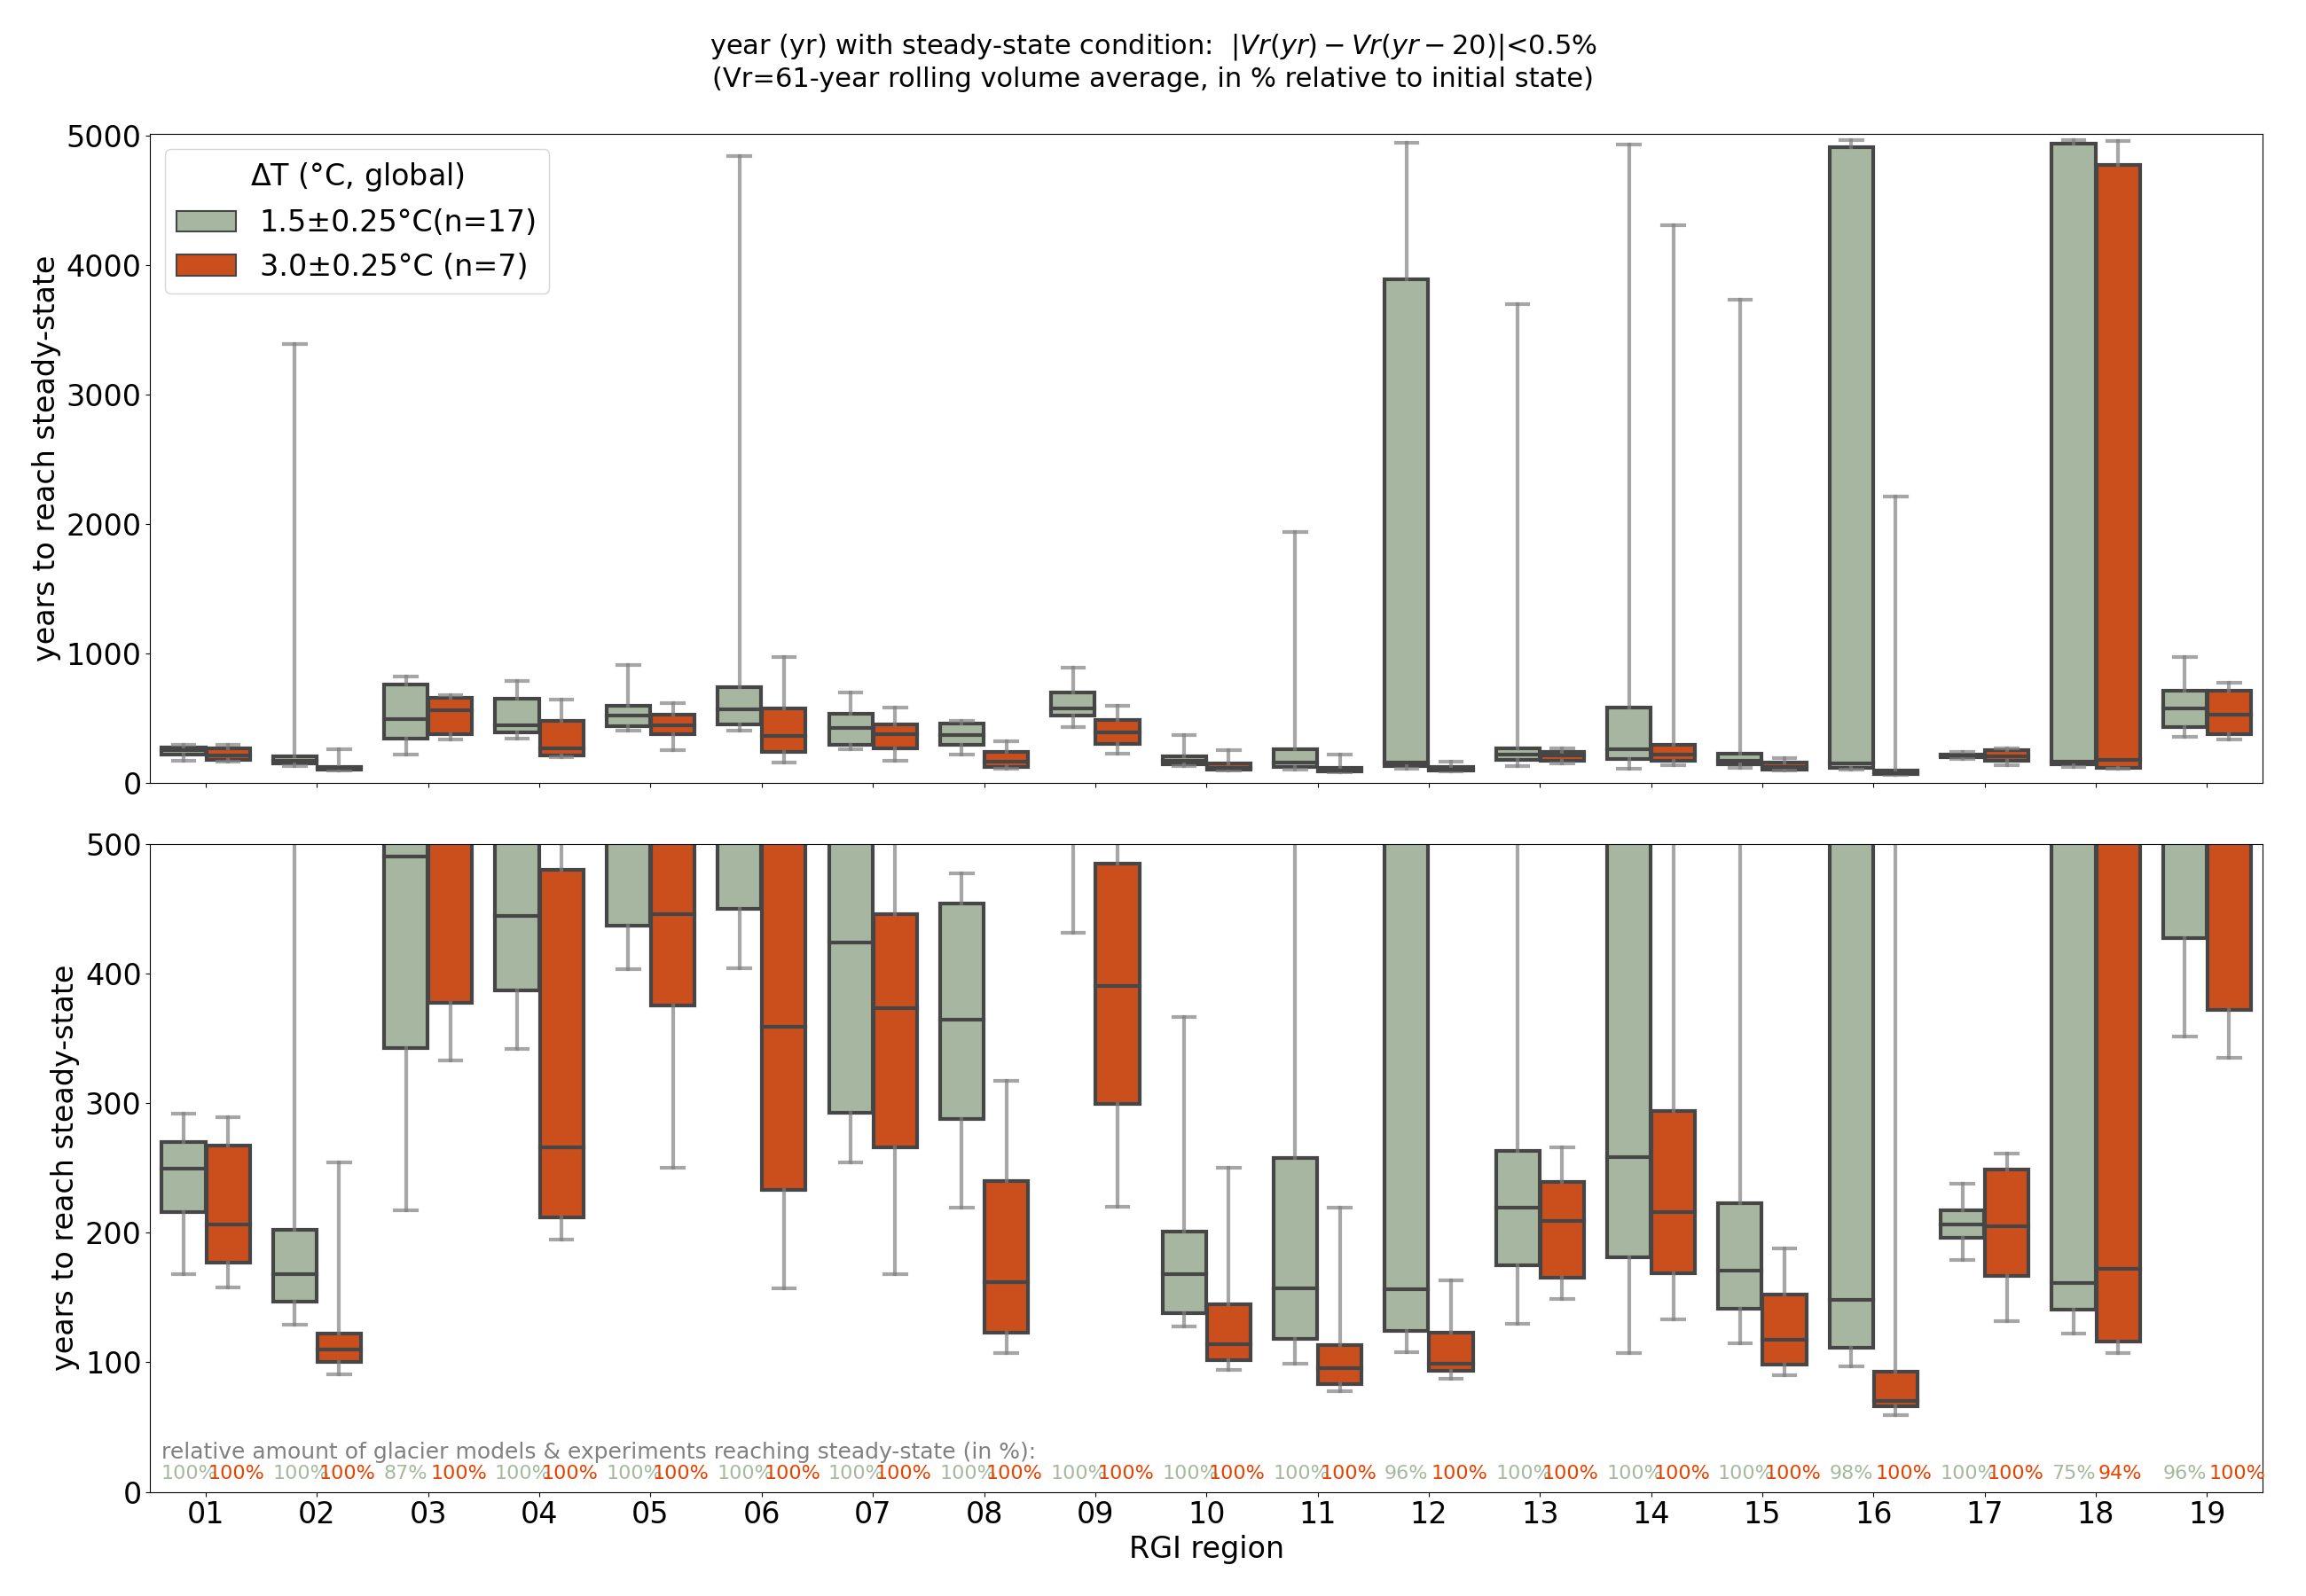 year (yr) with steady-state condition:  |Vr(yr) − Vr(yr − 20)|<0.5%
(Vr=61-year rolling volume average, in % relative to initial state)
5000
4000
3000
2000
1000
0
years to reach steady-state
ΔT (°C, global)
1.5±0.25°C(n=17)
3.0±0.25°C (n=7)
500
400
300
200
100
0
years to reach steady-state
relative amount of glacier models & experiments reaching steady-state (in %):
100% 100% 100% 100% 87% 100% 100% 100% 100% 100% 100% 100% 100% 100% 100% 100% 100% 100% 100% 100% 100% 100% 96% 100% 100% 100% 100% 100% 100% 100% 98% 100% 100% 100% 75% 94% 96% 100%
01 02 03 04 05 06 07 08 09 10 11 12 13 14 15 16 17 18 19
RGI region